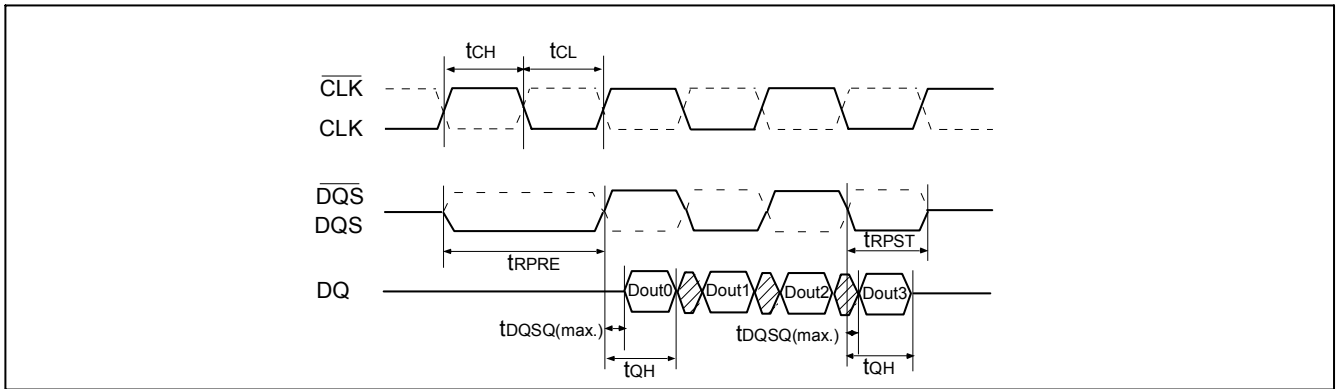 tCH tCL
CLK
CLK
DQS
DQS
tRPRE
tRPST
DQ
Dout0 Dout1 Dout2 Dout3
tDQSQ(max.) tDQSQ(max.)
tQH tQH